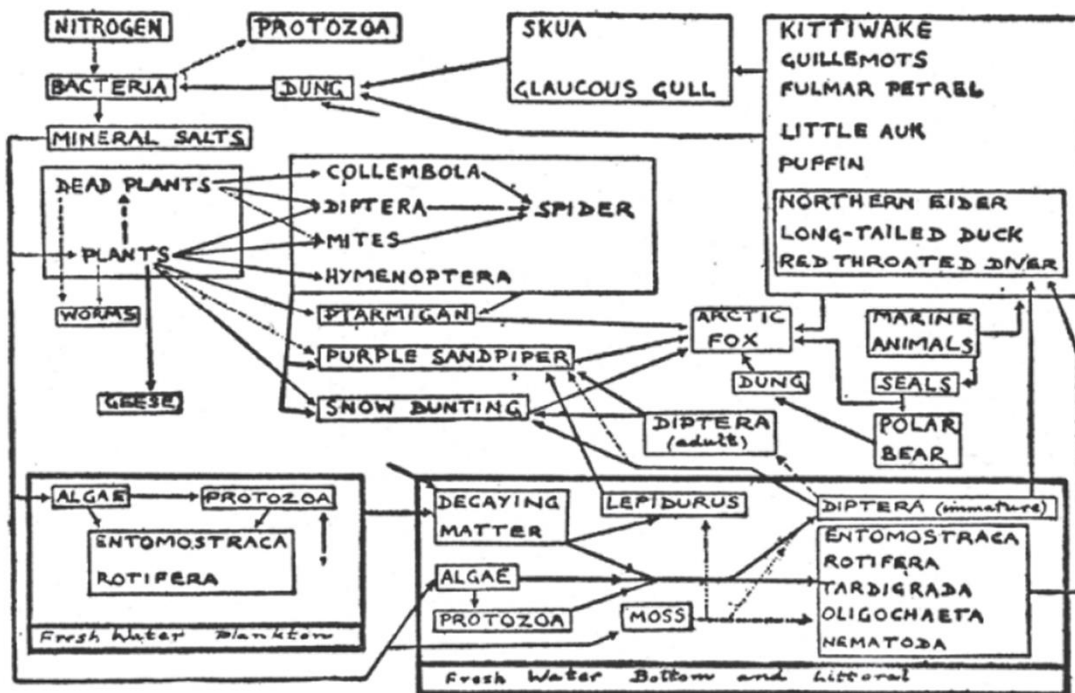 NITROGEN
PROTOZOA
BACTERIA
DUNG
MINERAL SALTS
SKUA
GLAUCOUS GULL
KITTIWAKE
GUILLEMOTS
FULMAR PETREL
LITTLE AUK
PUFFIN
NORTHERN EIDER
LONG-TAILED DUCK
RED THROATED DIVER
DEAD PLANTS
PLANTS
WORMS
GEESE
COLLEMBOLA
DIPTERA
MITES
HYMENOPTERA
SPIDER
PTARMIGAN
PURPLE SANDPIPER
SNOW BUNTING
ARCTIC
FOX
MARINE
ANIMALS
DUNG
SEALS
POLAR
BEAR
DIPTERA
(adult)
ALGAE
PROTOZOA
ENTOMOSTRACA
ROTIFERA
Fresh Water Plankton
DECAYING
MATTER
LEPIDURUS
DIPTERA (immature)
ALGAE
PROTOZOA
MOSS
ENTOMOSTRACA
ROTIFERA
TARDIGRADA
OLIGOCHAETA
NEMATODA
Fresh Water Bottom and Littoral